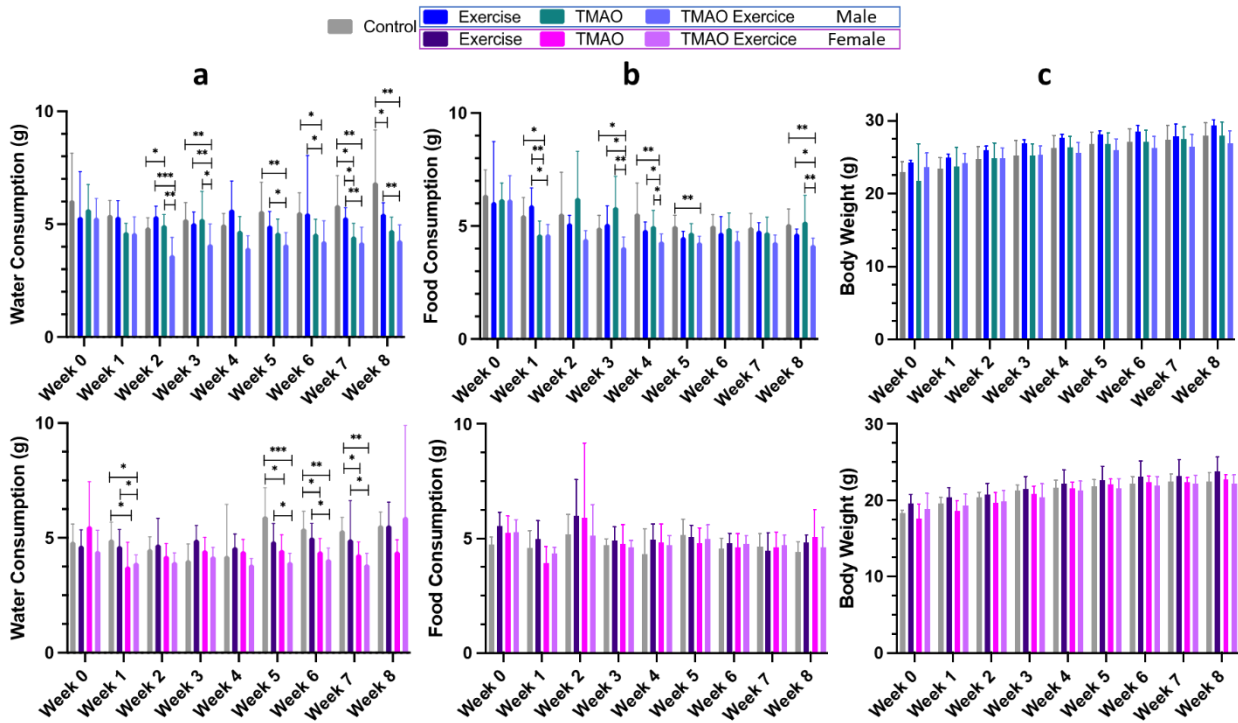 Control
Exercise TMAO TMAO Exercice Male
Exercise TMAO TMAO Exercice Female
a b c
Water Consumption (g)
10
5
0
** * * ** * *** ** ** ** * ** * * * ** * * ** ** * **
Week 0 Week 1 Week 2 Week 3 Week 4 Week 5 Week 6 Week 7 Week 8
Food Consumption (g)
10
5
0
* ** * * * ** ** * * ** ** * **
Week 0 Week 1 Week 2 Week 3 Week 4 Week 5 Week 6 Week 7 Week 8
Body Weight (g)
30
20
10
0
Week 0 Week 1 Week 2 Week 3 Week 4 Week 5 Week 6 Week 7 Week 8
Water Consumption (g)
10
5
0
* * * *** * * ** * * ** * *
Week 0 Week 1 Week 2 Week 3 Week 4 Week 5 Week 6 Week 7 Week 8
Food Consumption (g)
10
5
0
Week 0 Week 1 Week 2 Week 3 Week 4 Week 5 Week 6 Week 7 Week 8
Body Weight (g)
30
20
10
0
Week 0 Week 1 Week 2 Week 3 Week 4 Week 5 Week 6 Week 7 Week 8